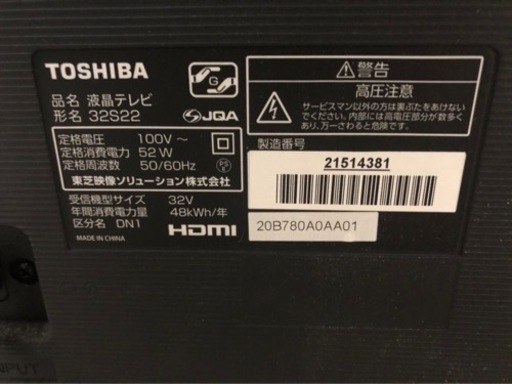 TOSHIBA
品名 液晶テレビ
形名 32S22
G
JQA
定格電圧 100V～
定格消費電力 52W
定格周波数 50/60Hz
PS
E
東芝映像ソリューション株式会社
受信機型サイズ 32V
年間消費電力量 48kWh/年
区分名 DN1
MADE IN CHINA
HDMI
警告
高圧注意
サービスマン以外の方は裏ぶたをあけないで
ください。内部には高電圧部分が数多く
あり、万一さわると危険です。
製造番号
21514381
20B780A0AA01